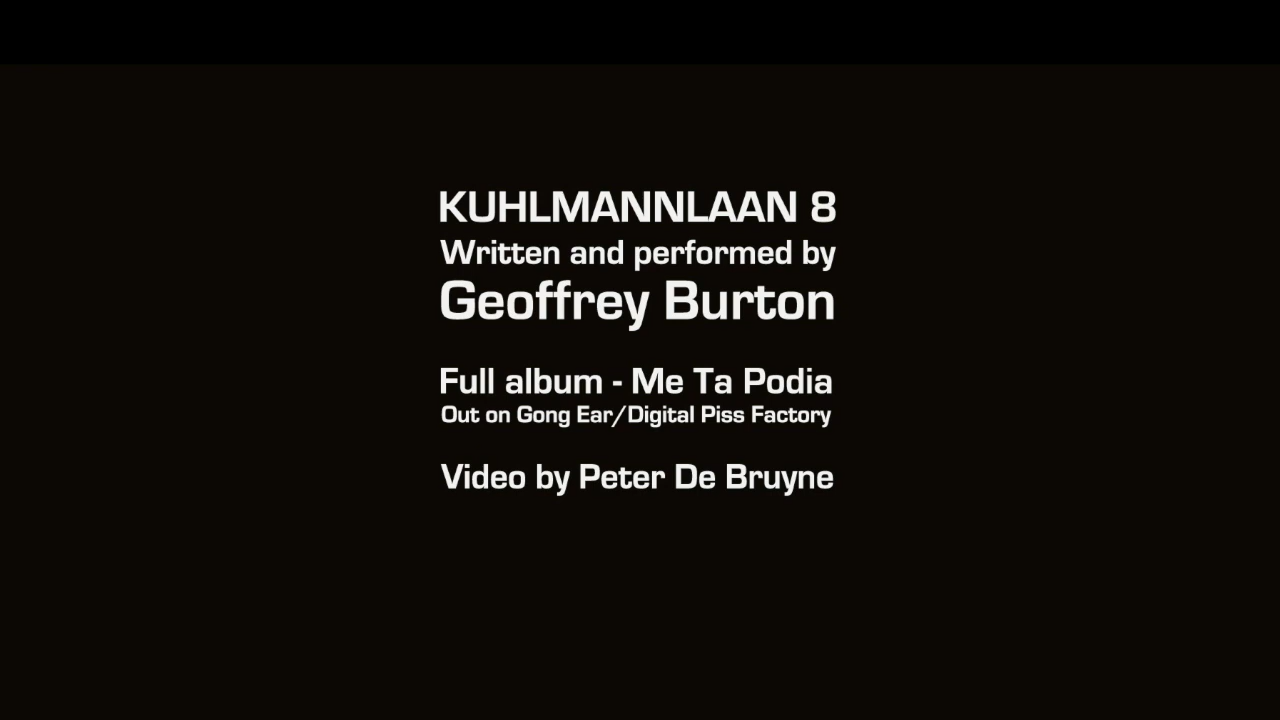 KUHLMANNLAAN 8
Written and performed by
Geoffrey Burton
Full album - Me Ta Podia
Out on Gong Ear/Digital Piss Factory
Video by Peter De Bruyne